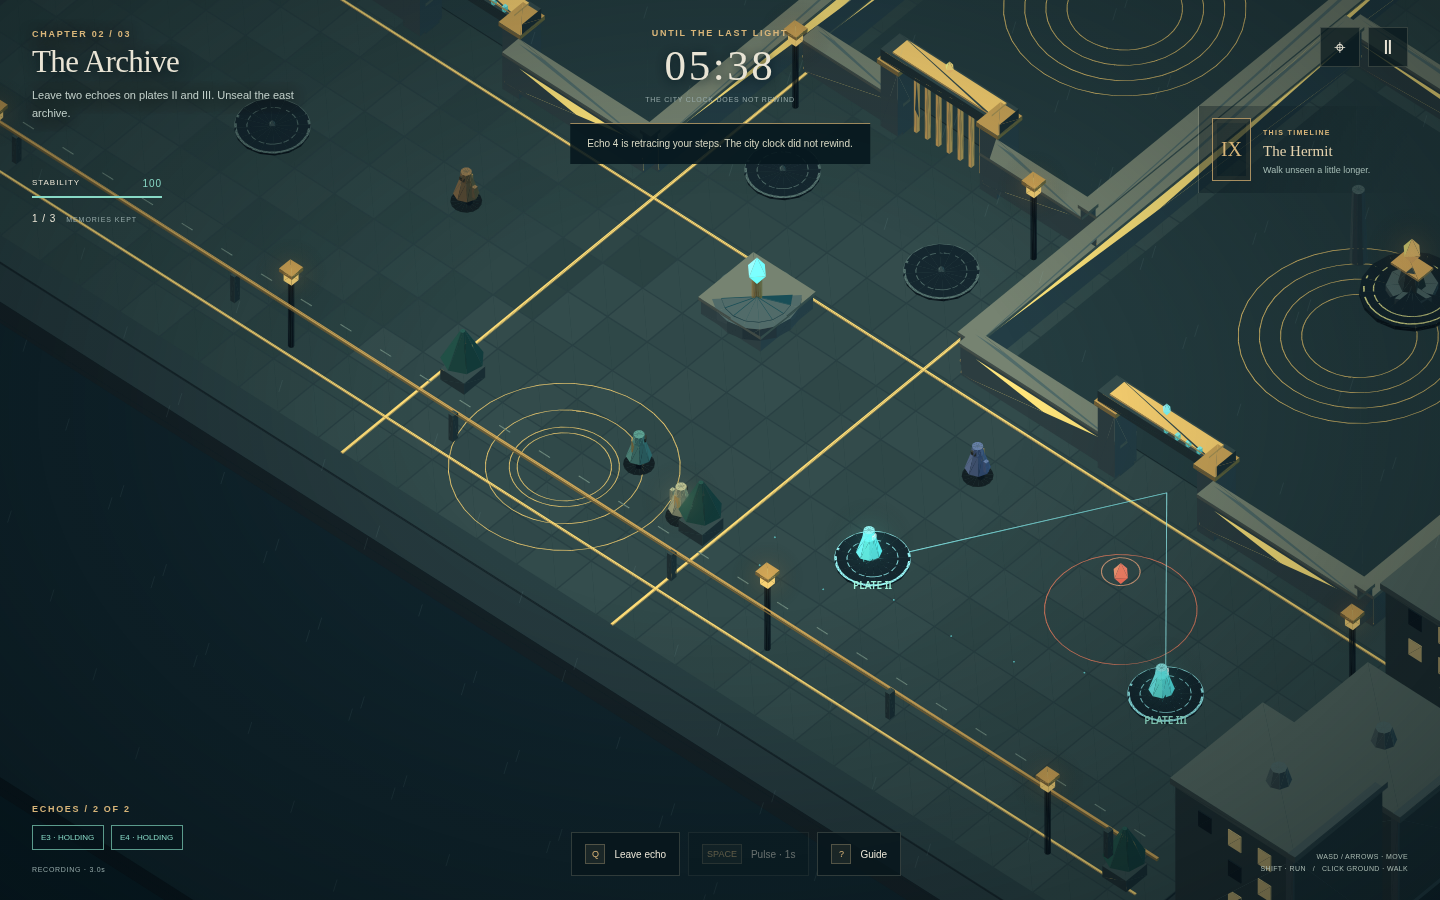 CHAPTER 02 / 03
The Archive
Leave two echoes on plates II and III. Unseal the east
archive.
STABILITY 100
1 / 3 MEMORIES KEPT
UNTIL THE LAST LIGHT
05:38
THE CITY CLOCK DOES NOT REWIND
Echo 4 is retracing your steps. The city clock did not rewind.
IX
THIS TIMELINE
The Hermit
Walk unseen a little longer.
PLATE II
PLATE III
ECHOES / 2 OF 2
E3 · HOLDING E4 · HOLDING
RECORDING · 3.0s
Q Leave echo SPACE Pulse · 1s ? Guide
WASD / ARROWS · MOVE
SHIFT · RUN / CLICK GROUND · WALK